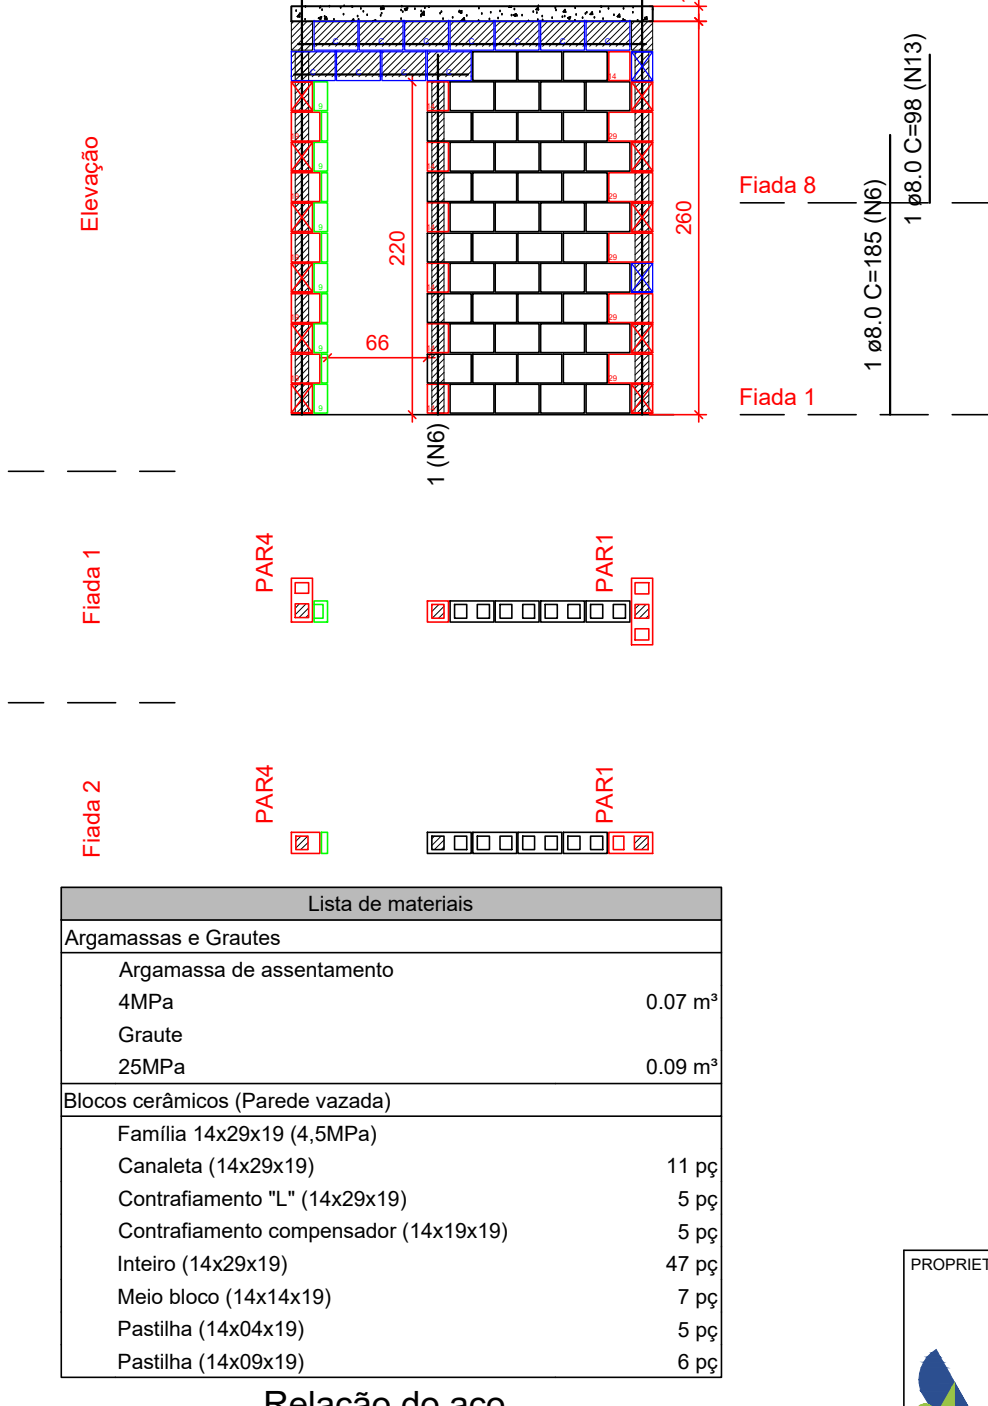 Elevação
220
66
260
Fiada 8
Fiada 1
1 ø8.0 C=185 (N6)
1 ø8.0 C=98 (N13)
1 (N6)
Fiada 1
PAR4
PAR1
Fiada 2
PAR4
PAR1
Lista de materiais
Argamassas e Grautes
Argamassa de assentamento
4MPa 0.07 m³
Graute
25MPa 0.09 m³
Blocos cerâmicos (Parede vazada)
Família 14x29x19 (4,5MPa)
Canaleta (14x29x19) 11 pç
Contrafiamento "L" (14x29x19) 5 pç
Contrafiamento compensador (14x19x19) 5 pç
Inteiro (14x29x19) 47 pç
Meio bloco (14x14x19) 7 pç
Pastilha (14x04x19) 5 pç
Pastilha (14x09x19) 6 pç
Relação do aço
PROPRIET